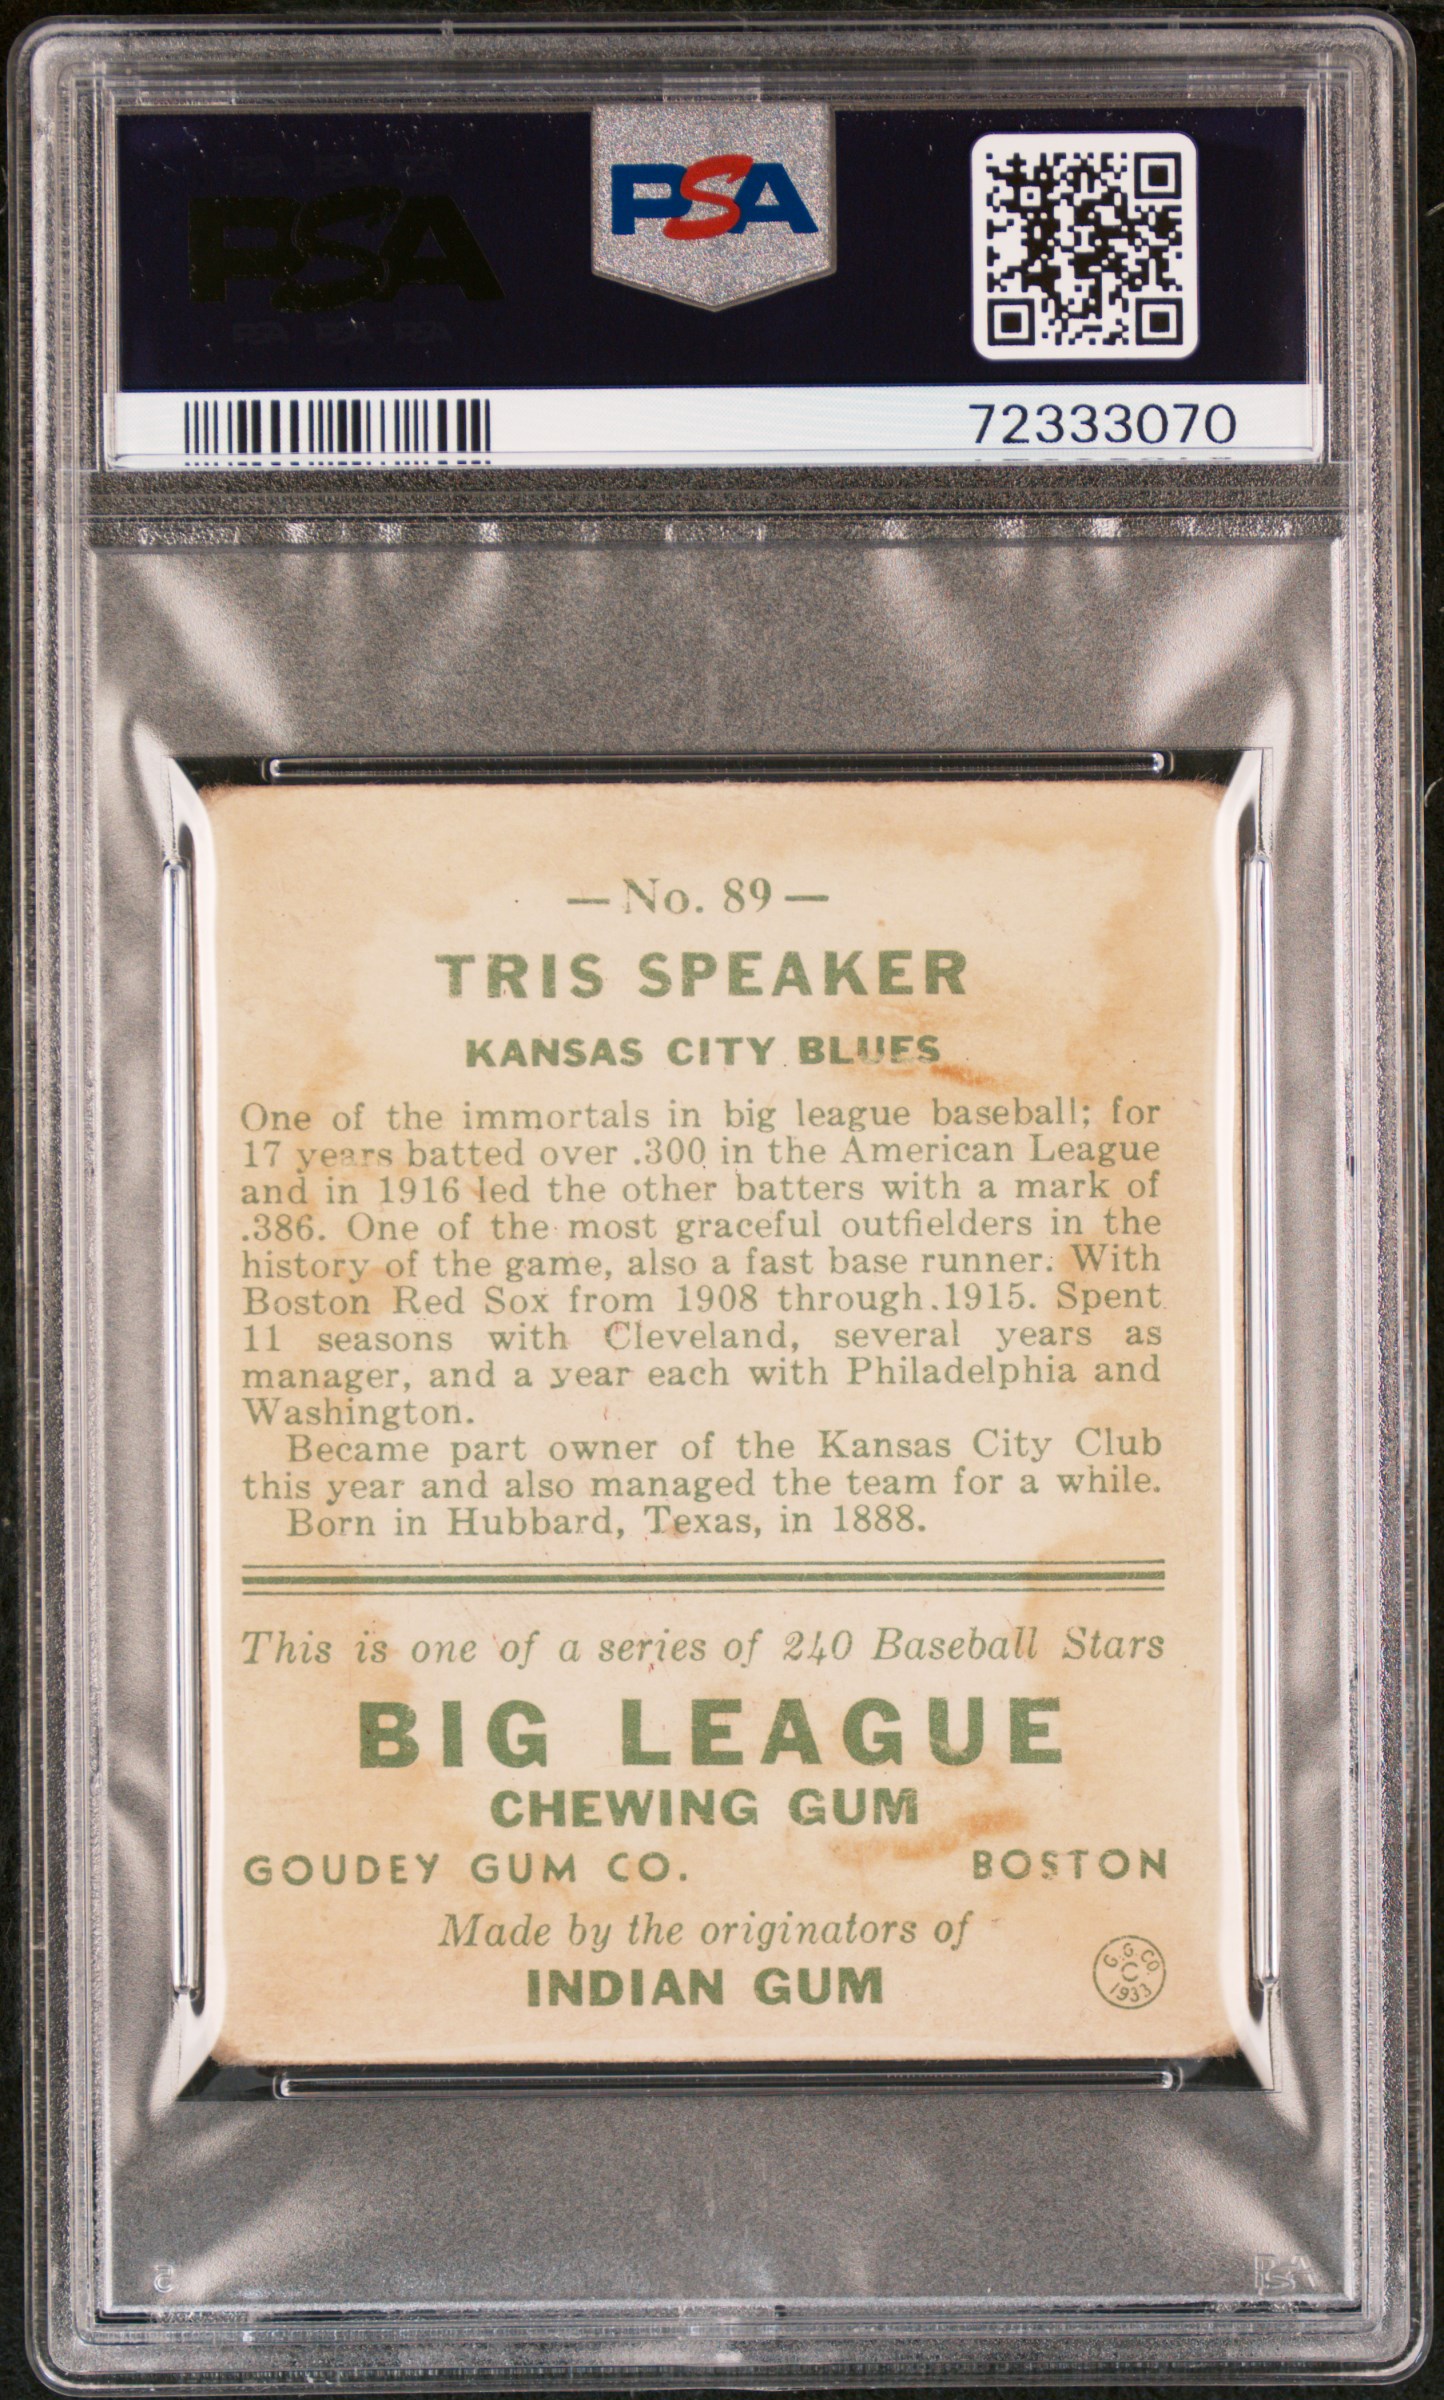 PSA
PSA
72333070
— No. 89 —
TRIS SPEAKER
KANSAS CITY BLUES
One of the immortals in big league baseball; for
17 years batted over .300 in the American League
and in 1916 led the other batters with a mark of
.386. One of the most graceful outfielders in the
history of the game, also a fast base runner. With
Boston Red Sox from 1908 through 1915. Spent
11 seasons with Cleveland, several years as
manager, and a year each with Philadelphia and
Washington.
Became part owner of the Kansas City Club
this year and also managed the team for a while.
Born in Hubbard, Texas, in 1888.
This is one of a series of 240 Baseball Stars
BIG LEAGUE
CHEWING GUM
GOUDEY GUM CO. BOSTON
Made by the originators of
INDIAN GUM
G. G. CO.
C
1933
PSA